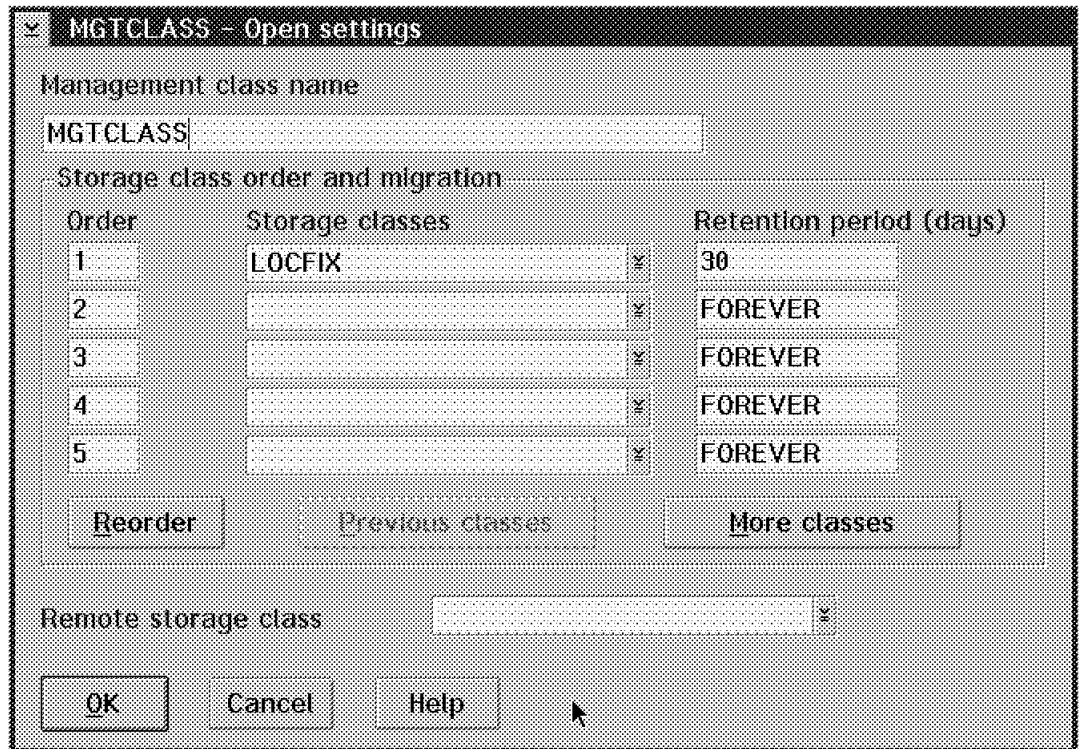 MGTCLASS - Open settings
Management class name
MGTCLASS
Storage class order and migration
Order Storage classes Retention period (days)
1 LOCFIX 30
2 FOREVER
3 FOREVER
4 FOREVER
5 FOREVER
Reorder Previous classes More classes
Remote storage class
OK Cancel Help